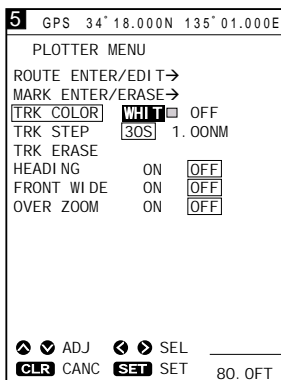 5 GPS 34°18.000N 135°01.000E
PLOTTER MENU
ROUTE ENTER/EDIT→
MARK ENTER/ERASE→
TRK COLOR WHIT OFF
TRK STEP 30S 1.00NM
TRK ERASE
HEADING ON OFF
FRONT WIDE ON OFF
OVER ZOOM ON OFF
ADJ SEL
CLR CANC SET SET 80.0FT